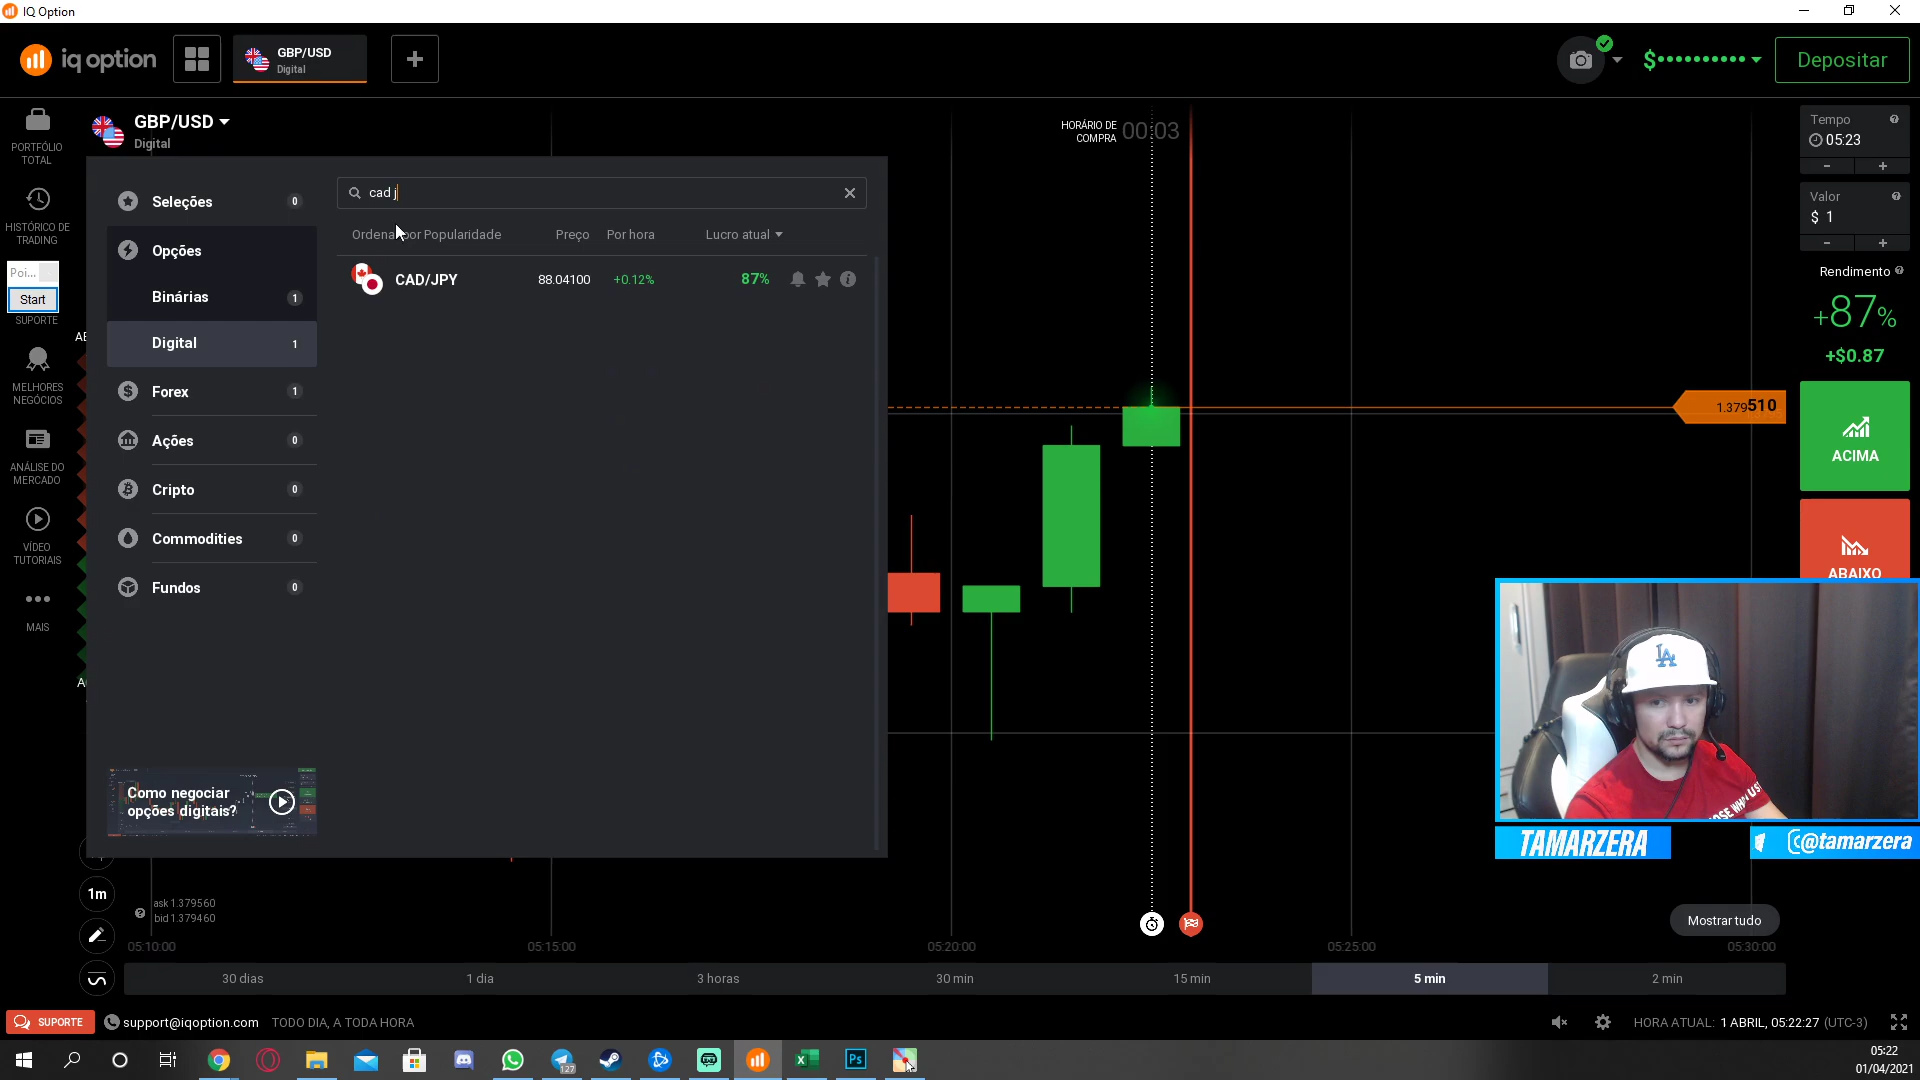 IQ Option
iq option
GBP/USD
Digital
+
$
Depositar
PORTFÓLIO
TOTAL
GBP/USD
Digital
HISTÓRICO DE
TRADING
Poi...
Start
SUPORTE
MELHORES
NEGÓCIOS
ANÁLISE DO
MERCADO
VÍDEO
TUTORIAIS
MAIS
Seleções 0
Opções
Binárias 1
Digital 1
Forex 1
Ações 0
Cripto 0
Commodities 0
Fundos 0
Como negociar
opções digitais?
cad j
Ordenar por Popularidade Preço Por hora Lucro atual
CAD/JPY 88.04100 +0.12% 87%
HORÁRIO DE
COMPRA
00:03
1.379510
Tempo
05:23
- +
Valor
$ 1
- +
Rendimento
+87%
+$0.87
ACIMA
ABAIXO
LA
TAMARZERA
@tamarzera
Mostrar tudo
1m
ask 1.379560
bid 1.379460
05:10:00 05:15:00 05:20:00 05:25:00 05:30:00
30 dias 1 dia 3 horas 30 min 15 min 5 min 2 min
SUPORTE support@iqoption.com TODO DIA, A TODA HORA
HORA ATUAL: 1 ABRIL, 05:22:27 (UTC-3)
127
Ps
05:22
01/04/2021